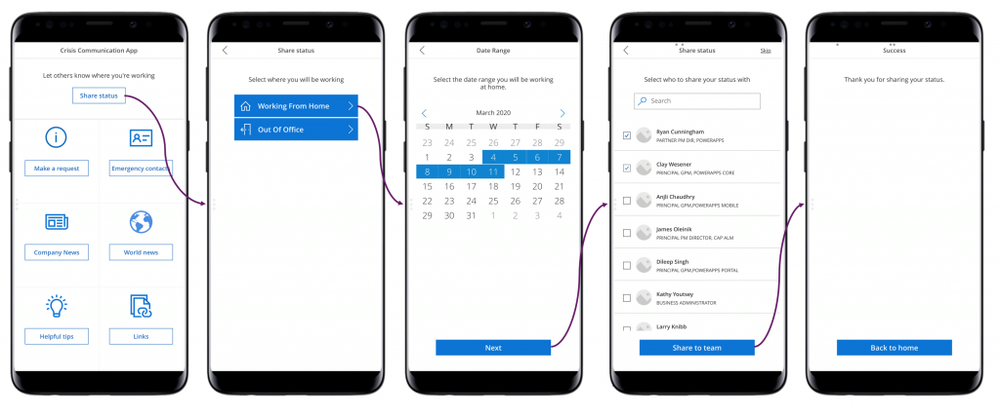 Crisis Communication App
Let others know where you're working
Share status
Make a request
Emergency contacts
Company News
World news
Helpful tips
Links
Share status
Select where you will be working
Working From Home
Out Of Office
Date Range
Select the date range you will be working
at home.
March 2020
S M T W T F S
23 24 25 26 27 28 29
1 2 3 4 5 6 7
8 9 10 11 12 13 14
15 16 17 18 19 20 21
22 23 24 25 26 27 28
29 30 31 1 2 3 4
Next
Share status
Skip
Select who to share your status with
Search
Ryan Cunningham
PARTNER PM DIR, POWERAPPS
Clay Wesener
PRINCIPAL GPM, POWERAPPS CORE
Anjli Chaudhry
PRINCIPAL GPM,POWERAPPS MOBILE
James Oleinik
PRINCIPAL PM DIRECTOR, CAP ALM
Dileep Singh
PRINCIPAL GPM,POWERAPPS PORTAL
Kathy Youtsey
BUSINESS ADMINISTRATOR
Larry Knibb
Share to team
Success
Thank you for sharing your status.
Back to home